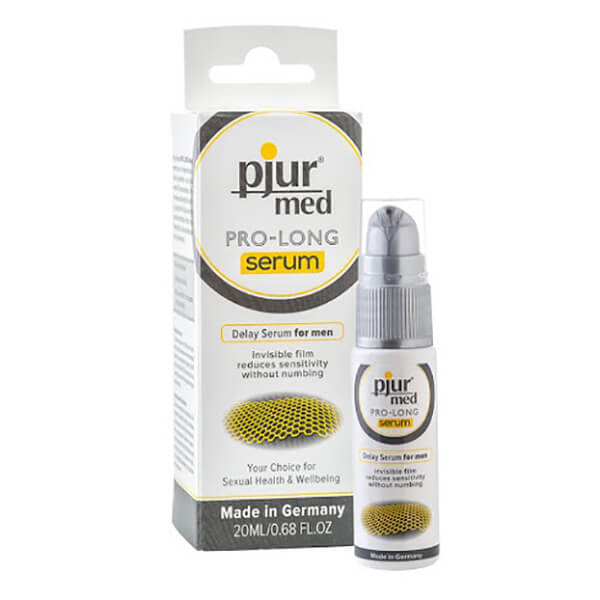 pjur®
med
PRO-LONG
serum
Delay Serum for men
Invisible film
reduces sensitivity
without numbing
Your Choice for
Sexual Health & Wellbeing
Made in Germany
20ML/0.68 FL.OZ
pjur
med
PRO-LONG
serum
Delay Serum for men
Invisible film
reduces sensitivity
without numbing
Made in Germany